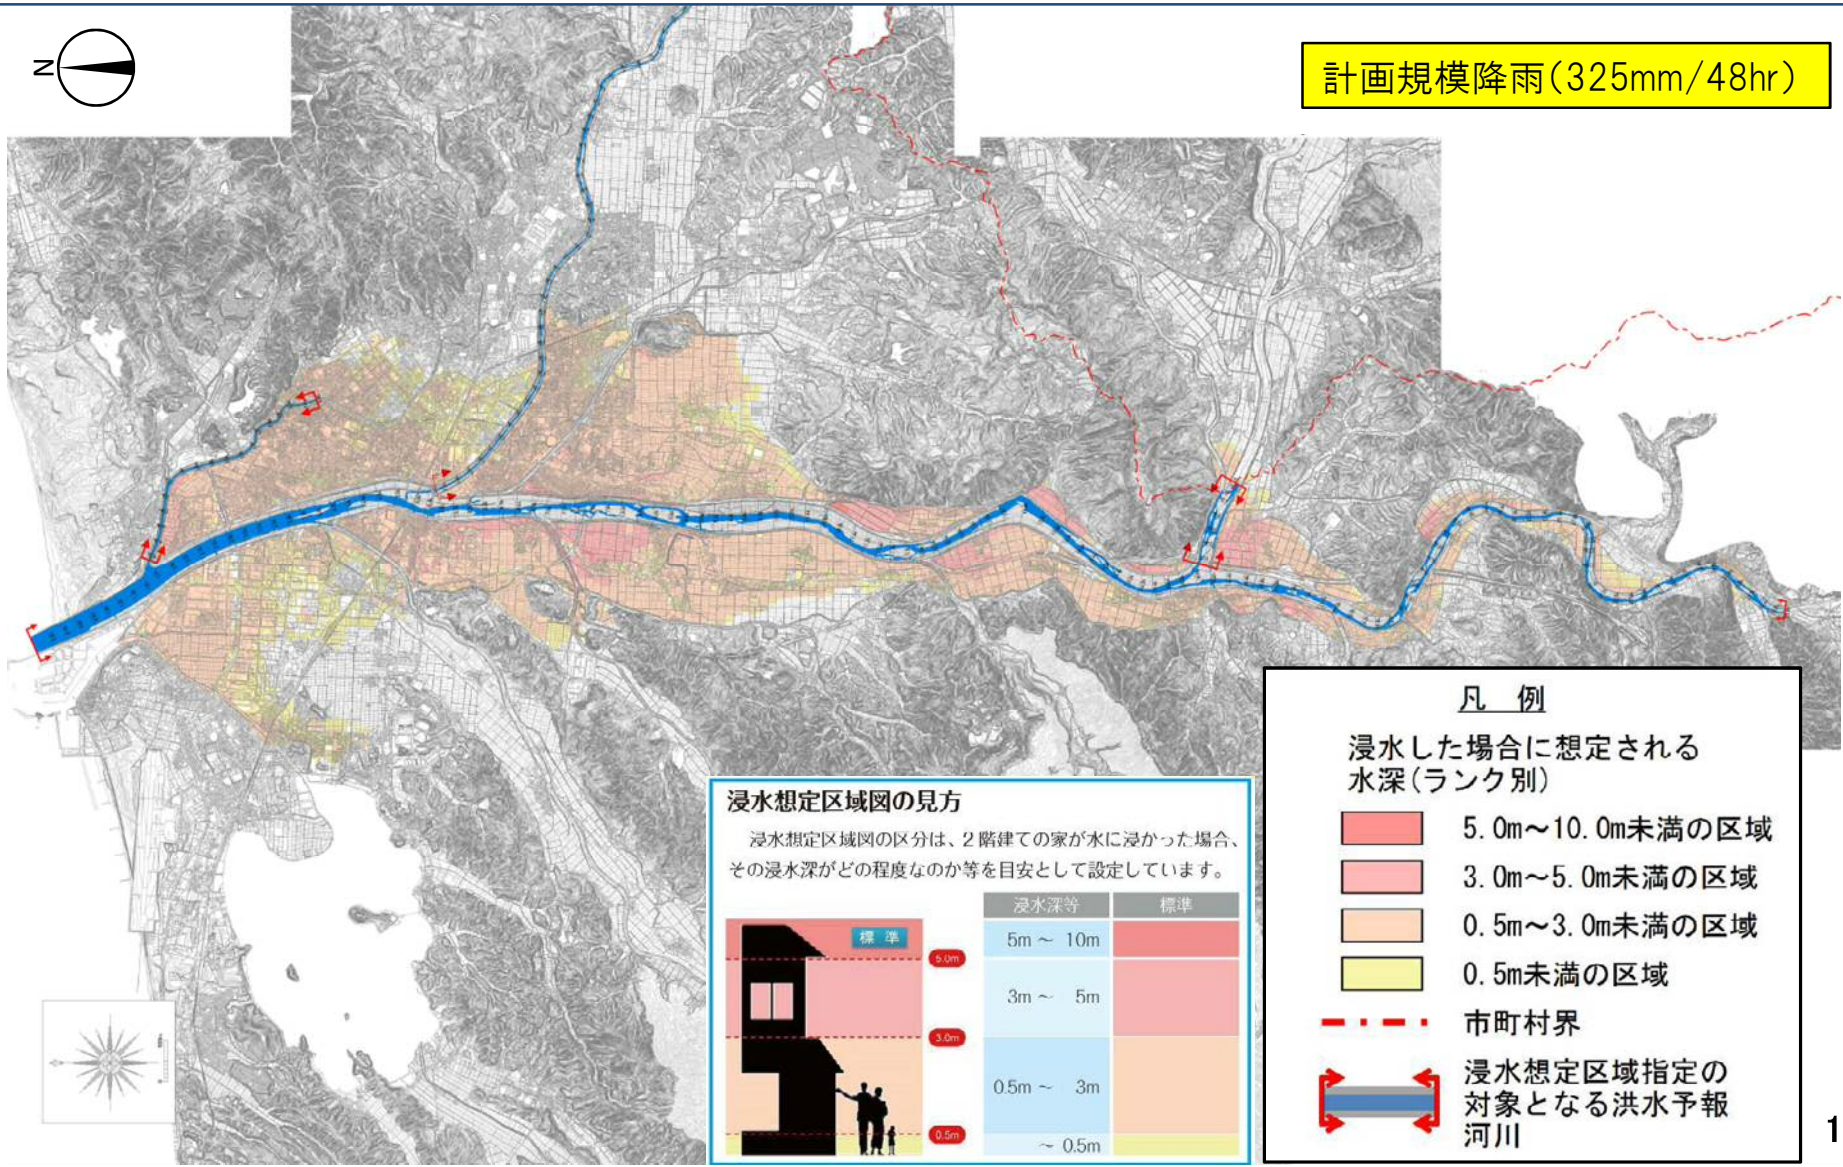 N
計画規模降雨(325mm/48hr)
浸水想定区域図の見方
浸水想定区域図の区分は、2階建ての家が水に浸かった場合、
その浸水深がどの程度なのか等を目安として設定しています。
標 準
5.0m
3.0m
0.5m
浸水深等 標準
5m ～ 10m
3m ～ 5m
0.5m ～ 3m
～ 0.5m
凡 例
浸水した場合に想定される
水深(ランク別)
5.0m～10.0m未満の区域
3.0m～5.0m未満の区域
0.5m～3.0m未満の区域
0.5m未満の区域
市町村界
浸水想定区域指定の
対象となる洪水予報
河川
1